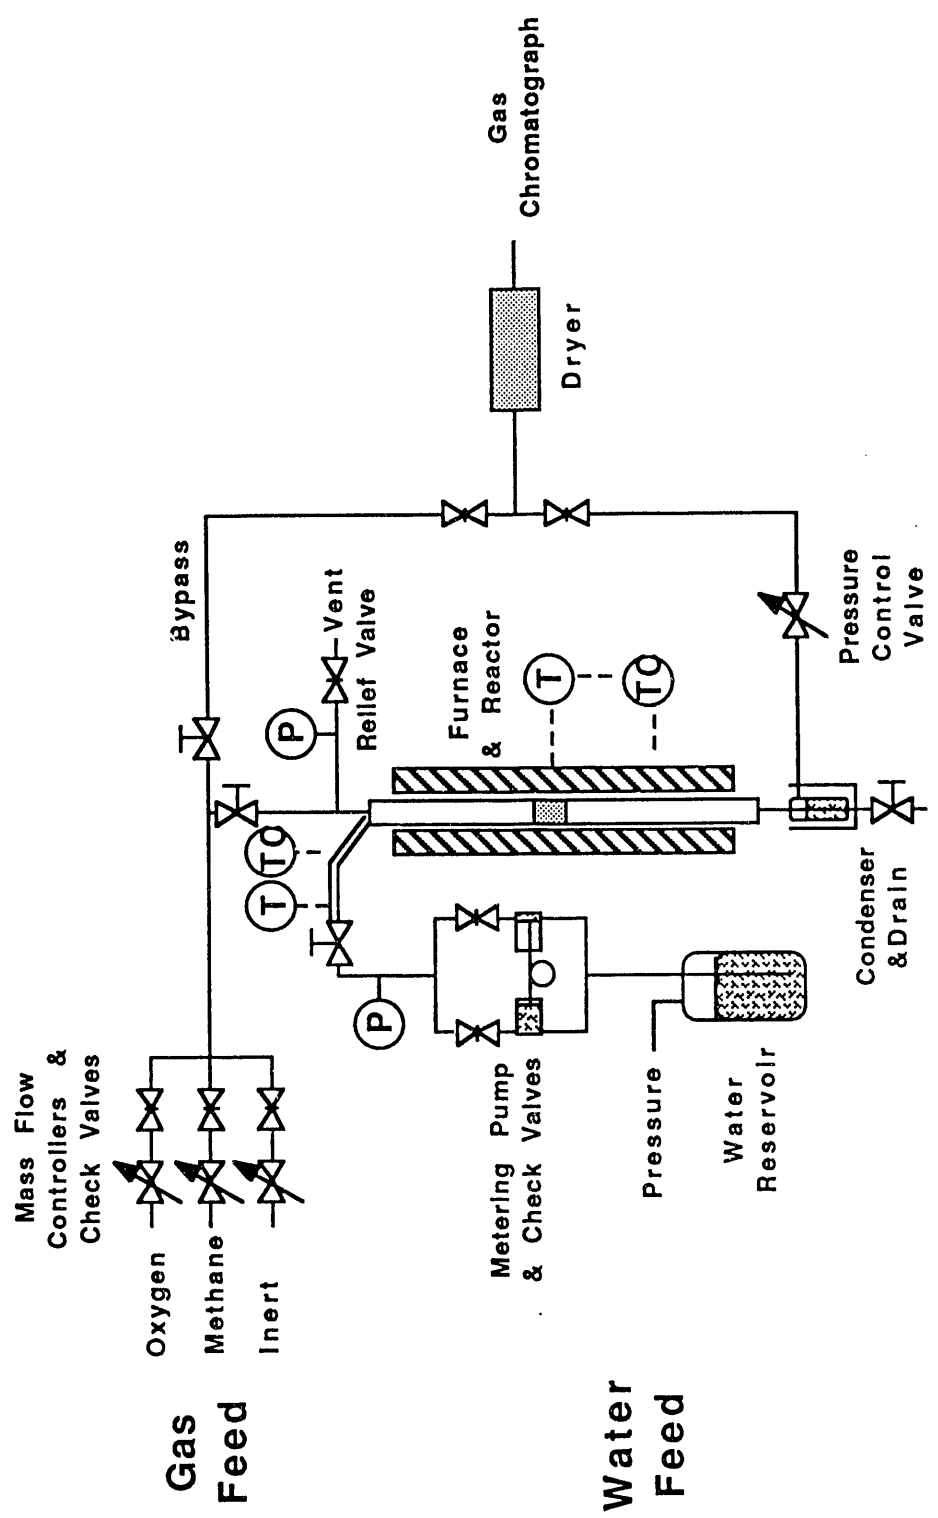 Gas
Feed
Oxygen
Methane
Inert
Mass Flow
Controllers &
Check Valves
Bypass
P
Vent
Relief Valve
TC
T
P
Furnace
& Reactor
T
TC
Gas
Chromatograph
Dryer
Water
Feed
Metering Pump
& Check Valves
Pressure
Water
Reservoir
Condenser
& Drain
Pressure
Control
Valve